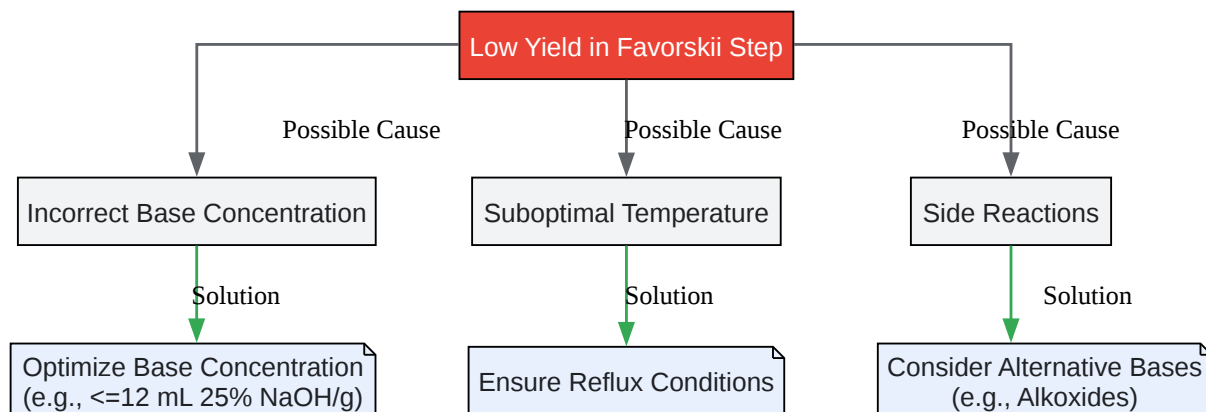 Low Yield in Favorskii Step
Possible Cause
Possible Cause
Possible Cause
Incorrect Base Concentration
Suboptimal Temperature
Side Reactions
Solution
Solution
Solution
Optimize Base Concentration
(e.g., <=12 mL 25% NaOH/g)
Ensure Reflux Conditions
Consider Alternative Bases
(e.g., Alkoxides)